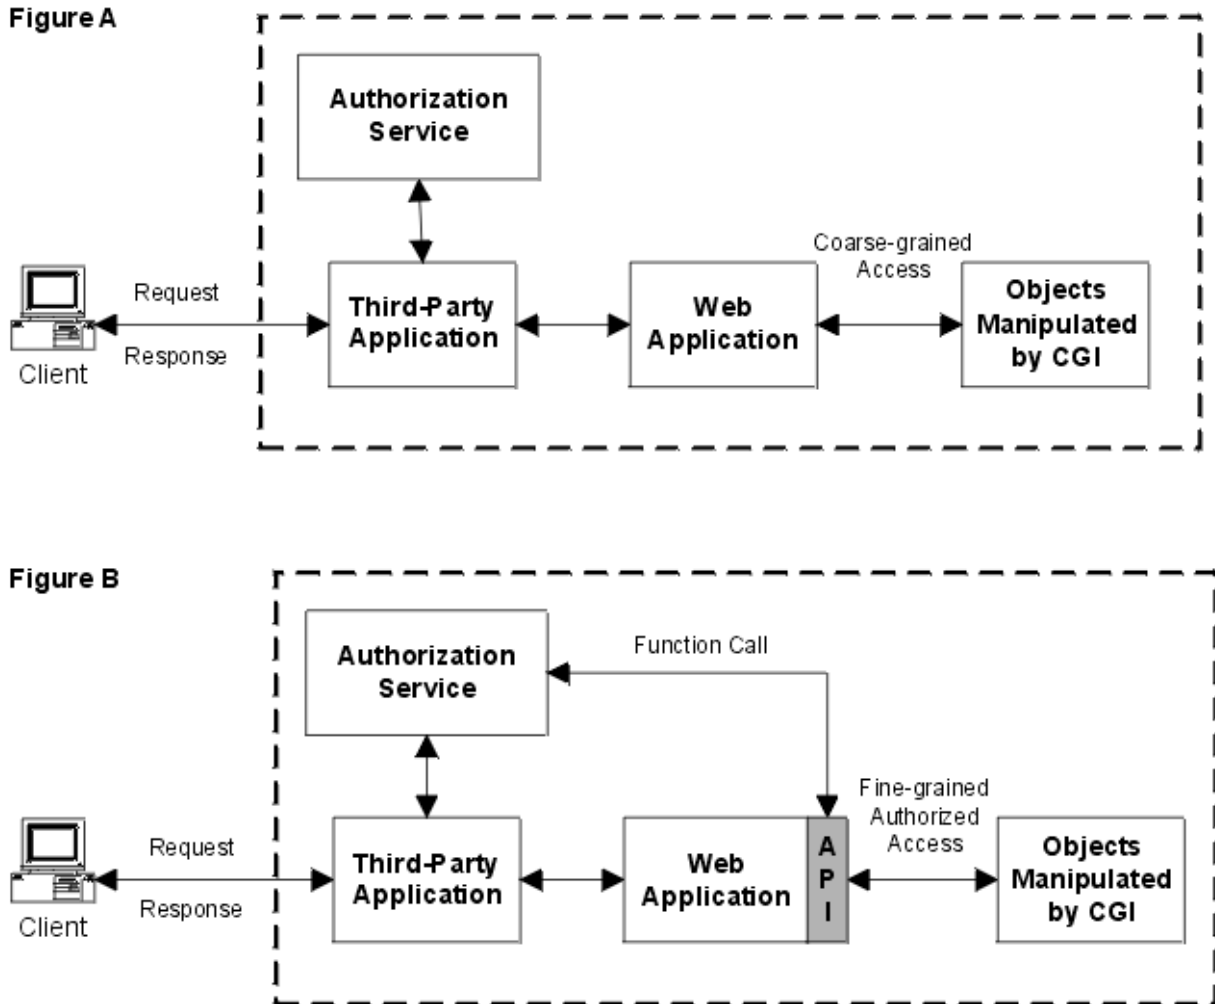 Figure A
Authorization
Service
Request
Response
Client
Third-Party
Application
Web
Application
Coarse-grained
Access
Objects
Manipulated
by CGI
Figure B
Authorization
Service
Function Call
Request
Response
Client
Third-Party
Application
Web
Application
A
P
I
Fine-grained
Authorized
Access
Objects
Manipulated
by CGI